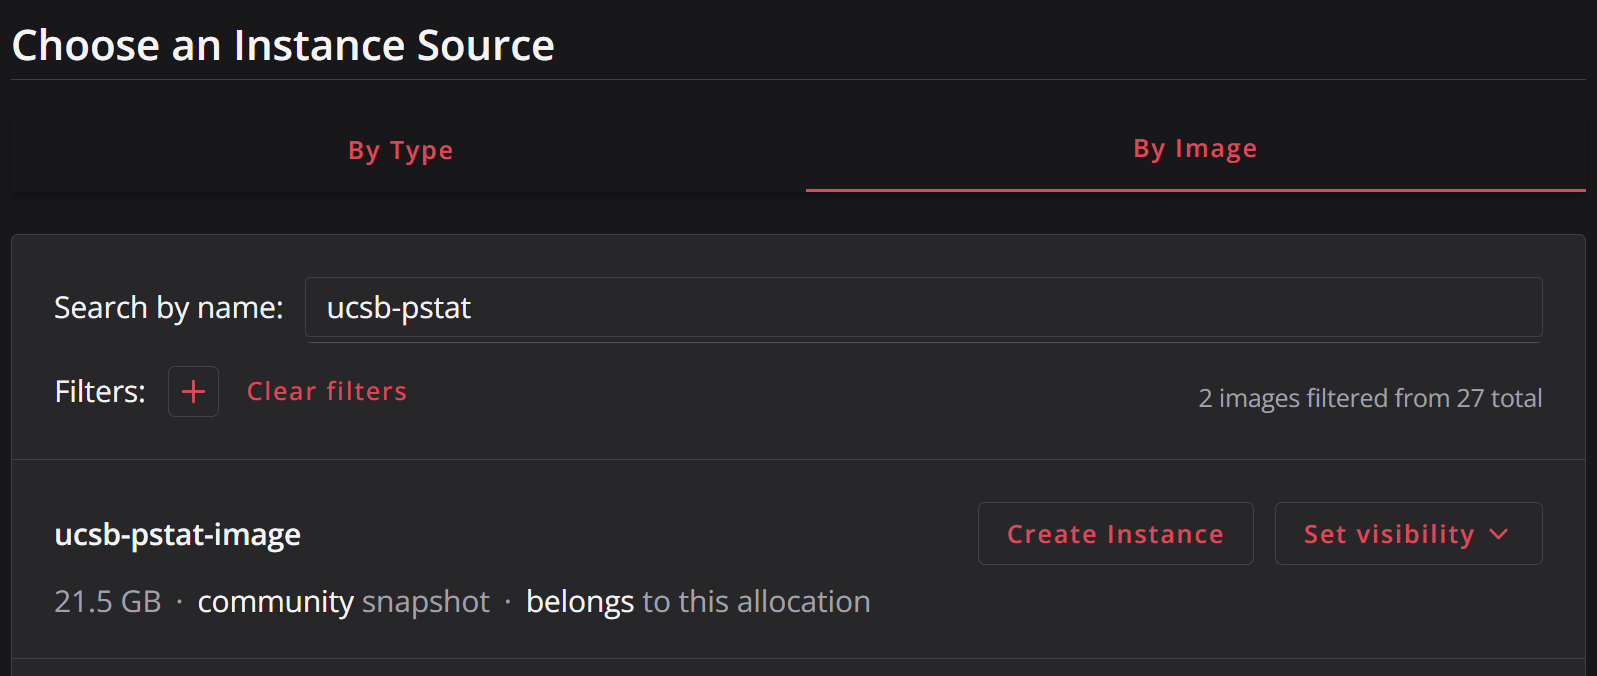 Choose an Instance Source
By Type
By Image
Search by name: ucsb-pstat
Filters: + Clear filters
2 images filtered from 27 total
ucsb-pstat-image
Create Instance
Set visibility
21.5 GB · community snapshot · belongs to this allocation